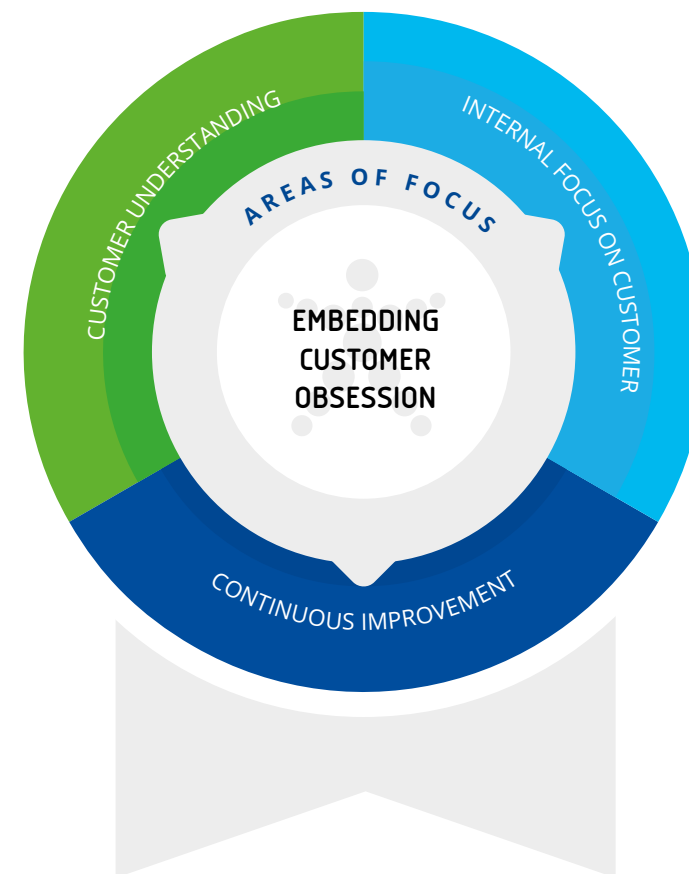 CUSTOMER UNDERSTANDING
INTERNAL FOCUS ON CUSTOMER
AREAS OF FOCUS
EMBEDDING
CUSTOMER
OBSESSION
CONTINUOUS IMPROVEMENT